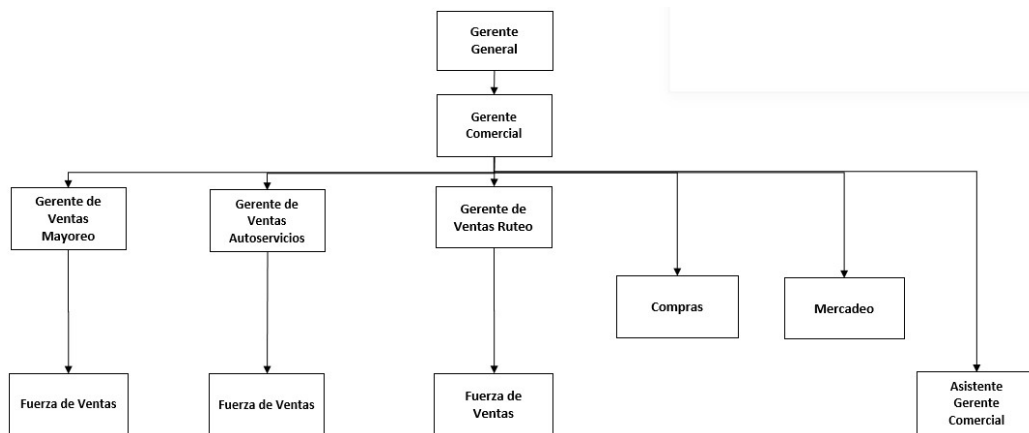 Gerente
General
Gerente
Comercial
Gerente de
Ventas
Mayoreo
Gerente de
Ventas
Autoservicios
Gerente de
Ventas Ruteo
Compras
Mercadeo
Fuerza de Ventas
Fuerza de Ventas
Fuerza de
Ventas
Asistente
Gerente
Comercial